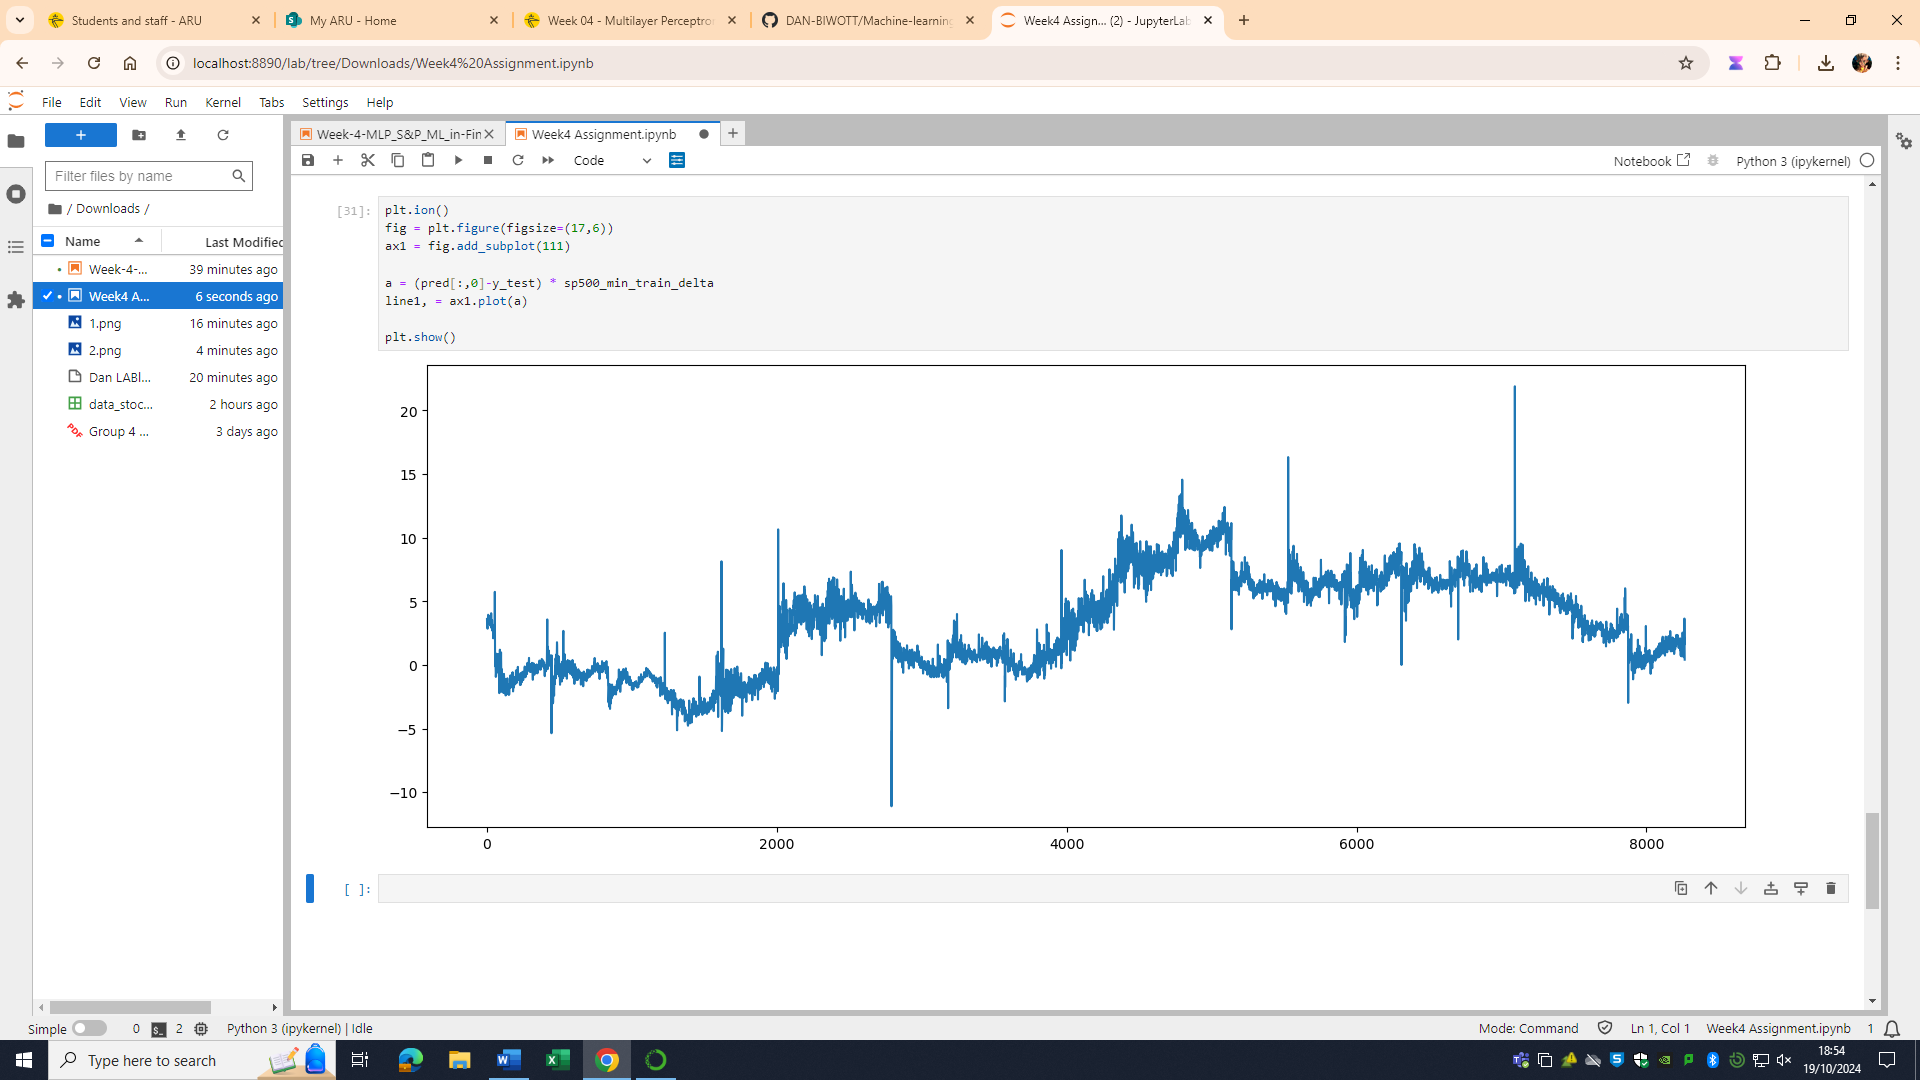 Students and staff - ARU
My ARU - Home
Week 04 - Multilayer Perceptro
DAN-BIWOTT/Machine-learning
Week4 Assign... (2) - JupyterLab
localhost:8890/lab/tree/Downloads/Week4%20Assignment.ipynb
File Edit View Run Kernel Tabs Settings Help
Week-4-MLP_S&P_ML_in-Fin
Week4 Assignment.ipynb
Code
Notebook
Python 3 (ipykernel)
Filter files by name
/ Downloads /
Name Last Modified
Week-4-... 39 minutes ago
Week4 A... 6 seconds ago
1.png 16 minutes ago
2.png 4 minutes ago
Dan LABl... 20 minutes ago
data_stoc... 2 hours ago
Group 4 ... 3 days ago
[31]:
plt.ion()
fig = plt.figure(figsize=(17,6))
ax1 = fig.add_subplot(111)
a = (pred[:,0]-y_test) * sp500_min_train_delta
line1, = ax1.plot(a)
plt.show()
20
15
10
5
0
−5
−10
0 2000 4000 6000 8000
[ ]:
Simple 0 2 Python 3 (ipykernel) | Idle
Mode: Command Ln 1, Col 1 Week4 Assignment.ipynb 1
Type here to search
18:54
19/10/2024